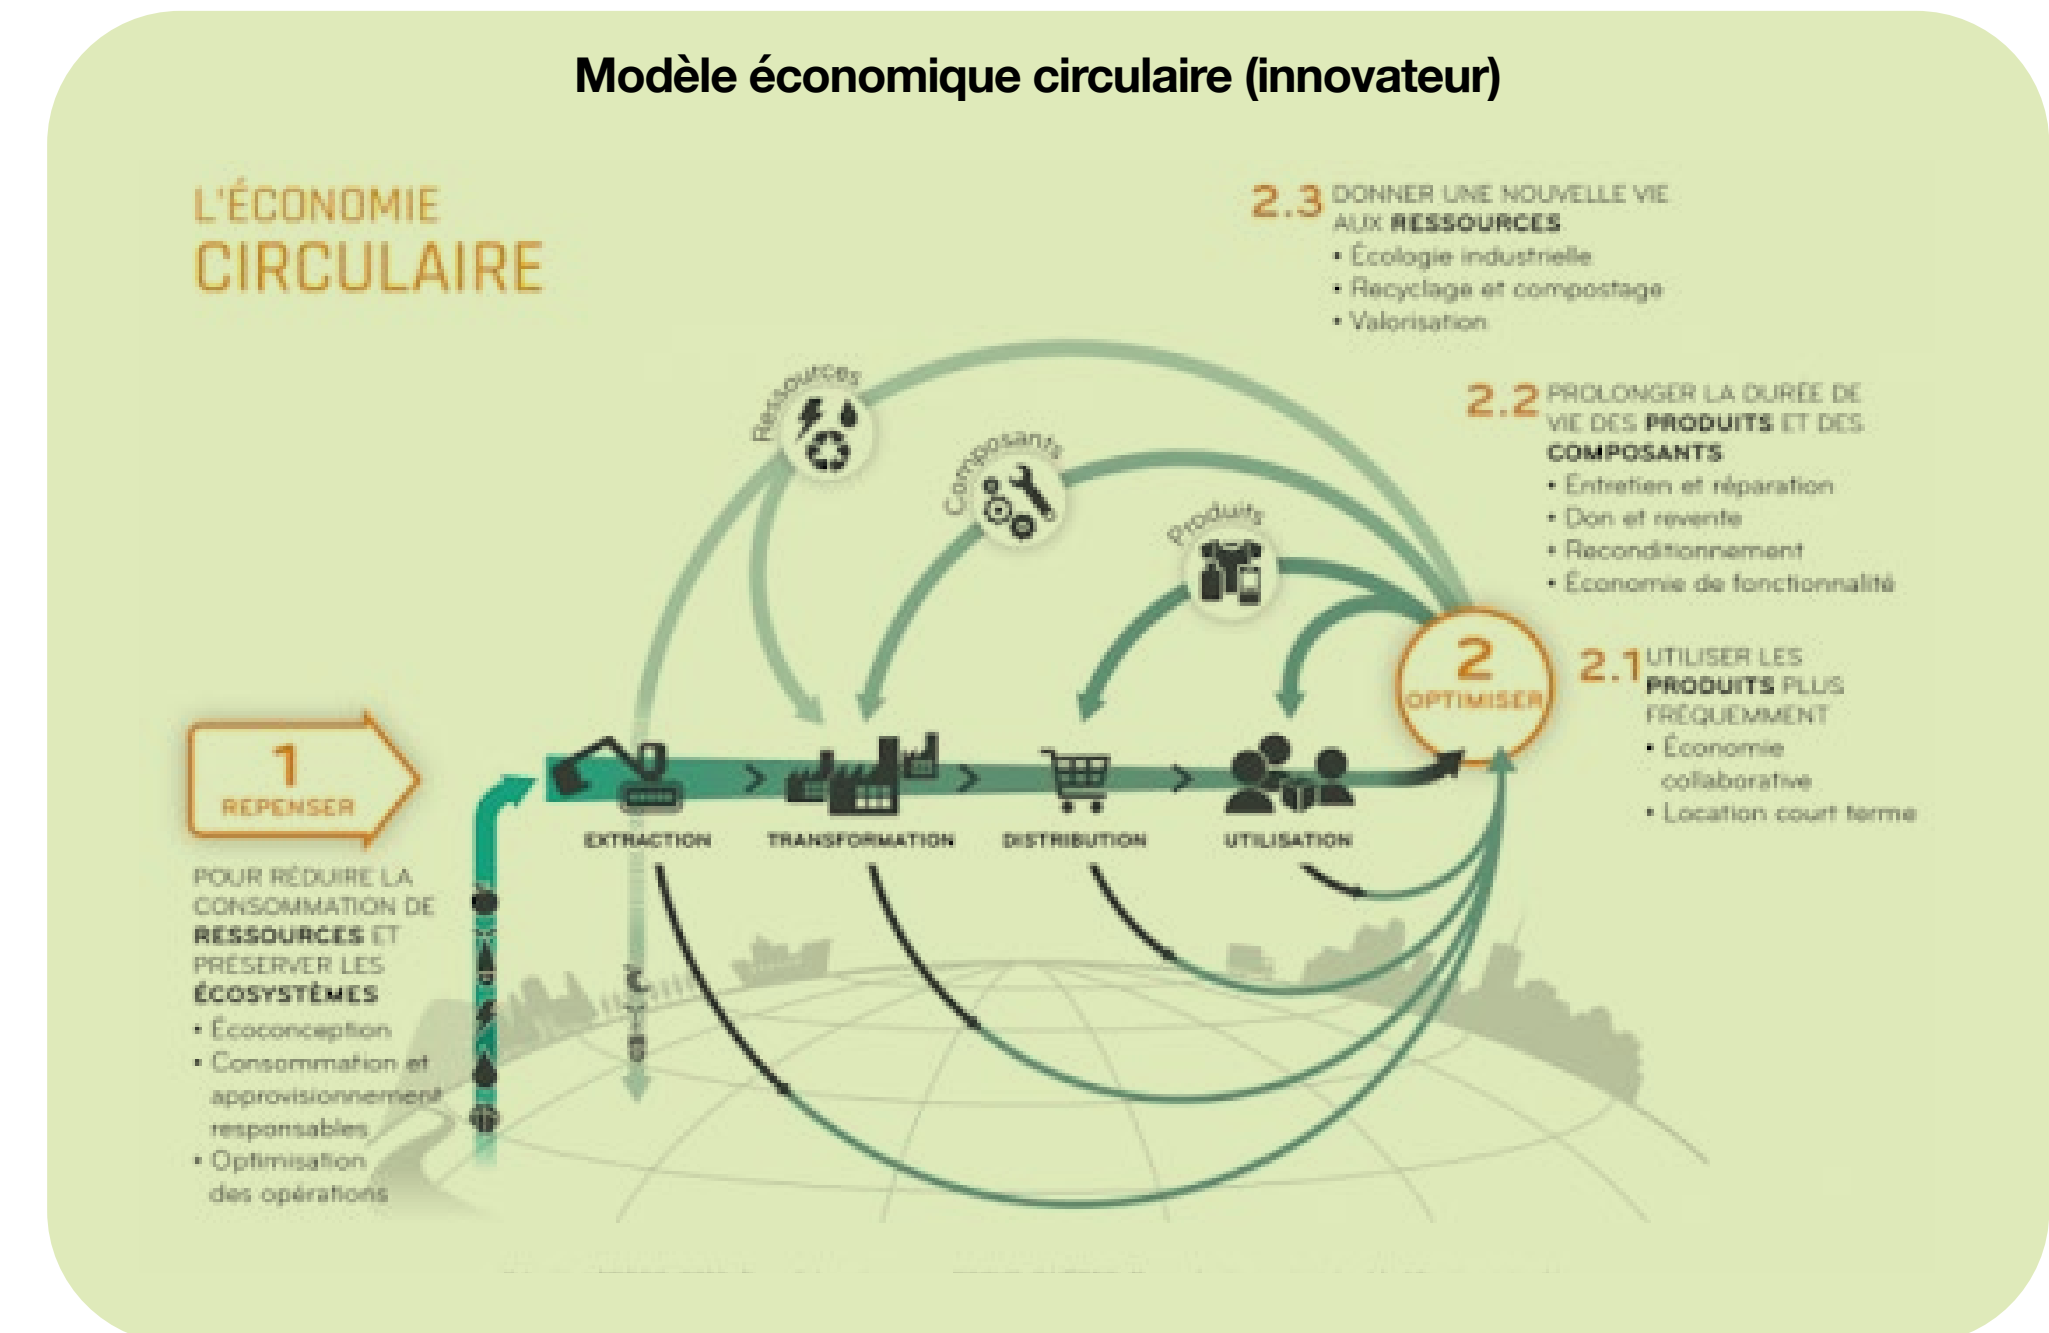 Modèle économique circulaire (innovateur)
L'ÉCONOMIE
CIRCULAIRE
2.3 DONNER UNE NOUVELLE VIE
AUX RESSOURCES
• Écologie industrielle
• Recyclage et compostage
• Valorisation
2.2 PROLONGER LA DURÉE DE
VIE DES PRODUITS ET DES
COMPOSANTS
• Entretien et réparation
• Don et revente
• Reconditionnement
• Économie de fonctionnalité
2.1 UTILISER LES
PRODUITS PLUS
FRÉQUEMMENT
• Économie
collaborative
• Location court terme
Ressources
Composants
Produits
2
OPTIMISER
1
REPENSER
EXTRACTION
TRANSFORMATION
DISTRIBUTION
UTILISATION
POUR RÉDUIRE LA
CONSOMMATION DE
RESSOURCES ET
PRÉSERVER LES
ÉCOSYSTÈMES
• Écoconception
• Consommation et
approvisionnement
responsables
• Optimisation
des opérations